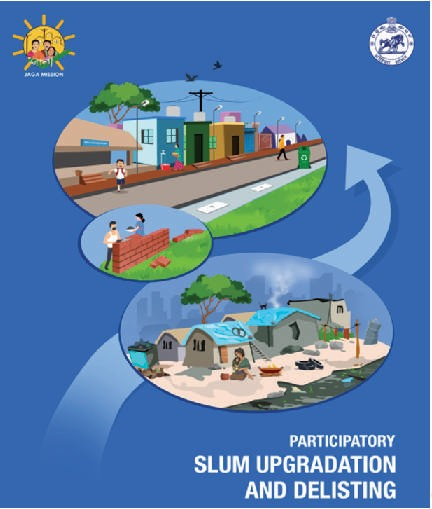 JAGA MISSION
PARTICIPATORY
SLUM UPGRADATION
AND DELISTING